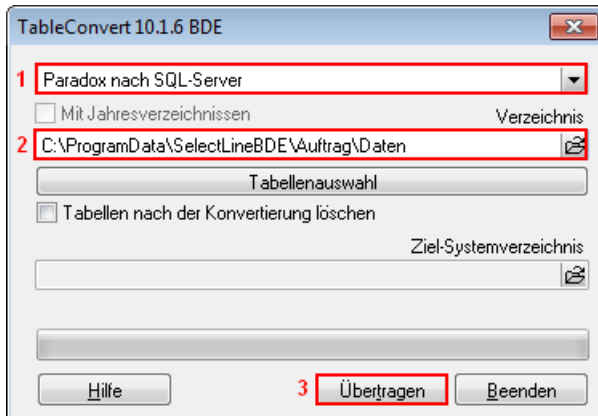 TableConvert 10.1.6 BDE
1 Paradox nach SQL-Server
Mit Jahresverzeichnissen Verzeichnis
2 C:\ProgramData\SelectLineBDE\Auftrag\Daten
Tabellenauswahl
Tabellen nach der Konvertierung löschen
Ziel-Systemverzeichnis
Hilfe 3 Übertragen Beenden